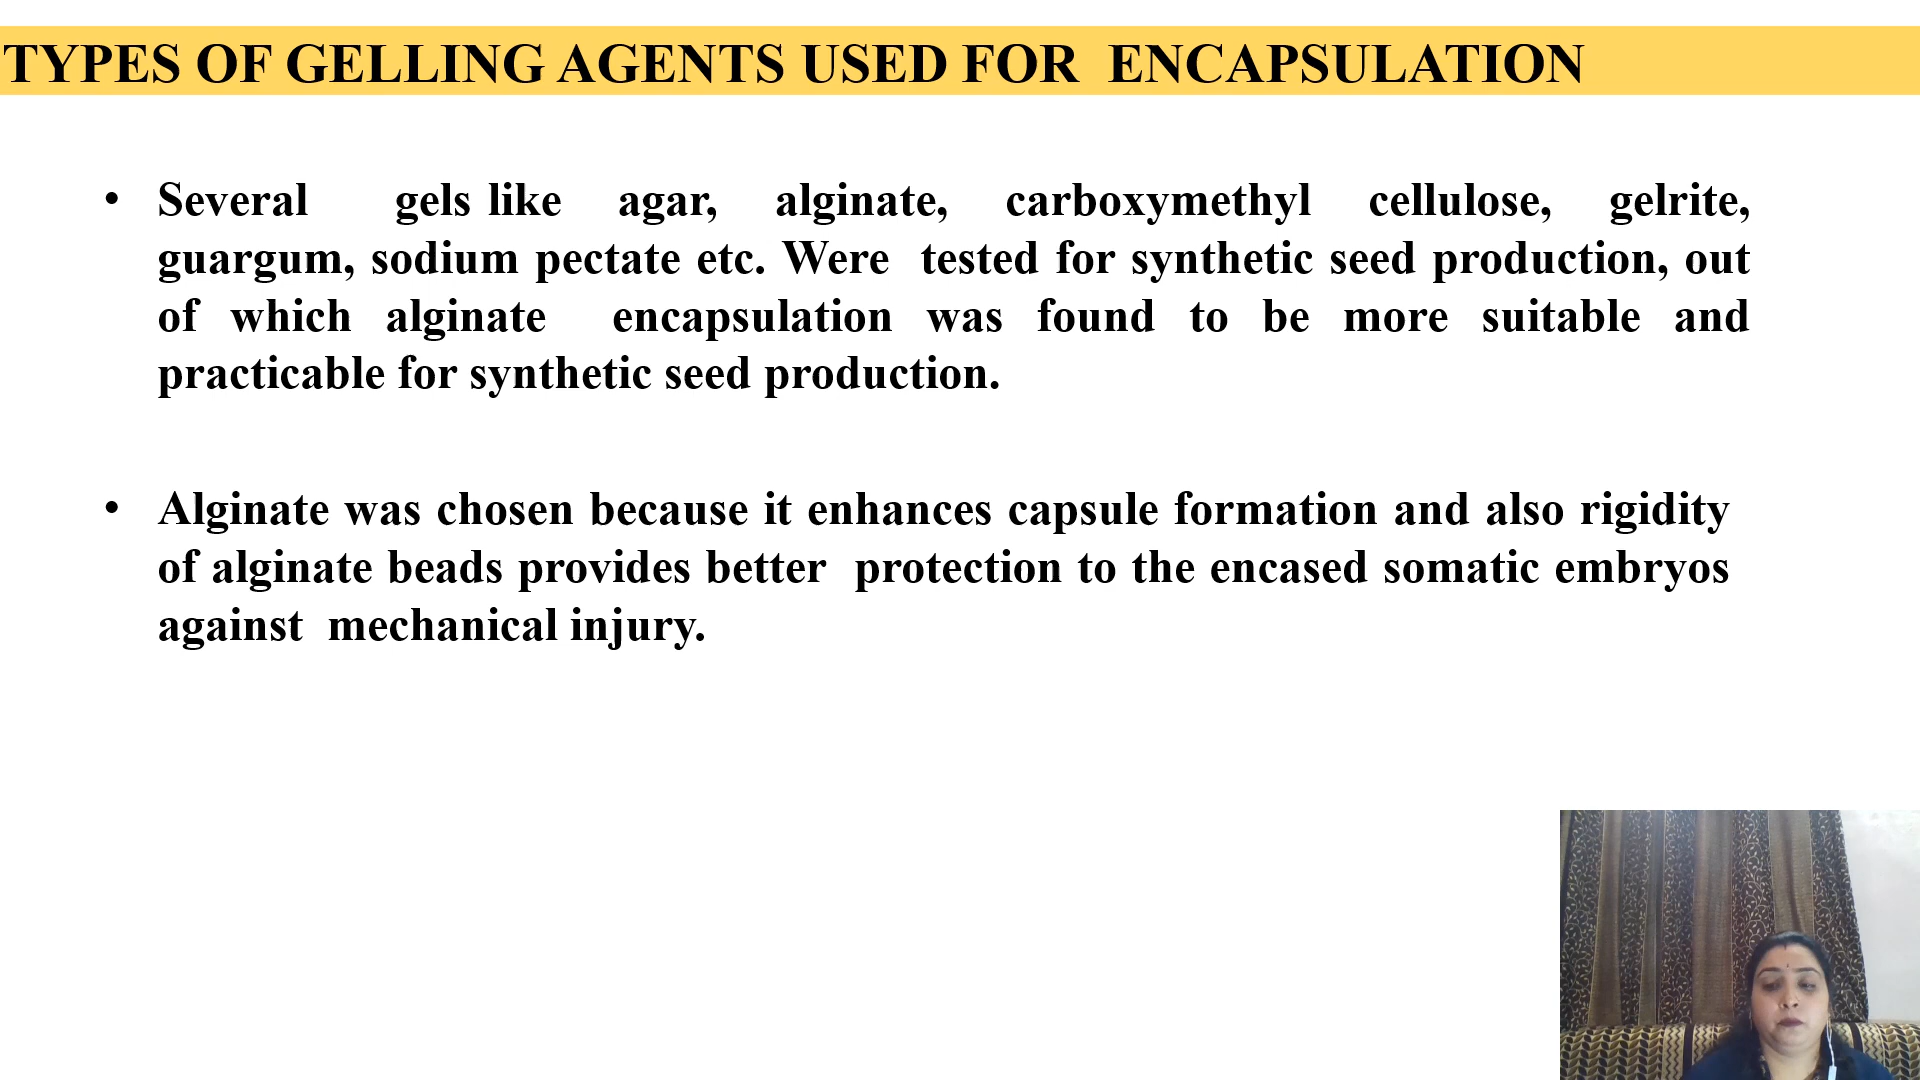 TYPES OF GELLING AGENTS USED FOR ENCAPSULATION
• Several gels like agar, alginate, carboxymethyl cellulose, gelrite,
guargum, sodium pectate etc. Were tested for synthetic seed production, out
of which alginate encapsulation was found to be more suitable and
practicable for synthetic seed production.
• Alginate was chosen because it enhances capsule formation and also rigidity
of alginate beads provides better protection to the encased somatic embryos
against mechanical injury.